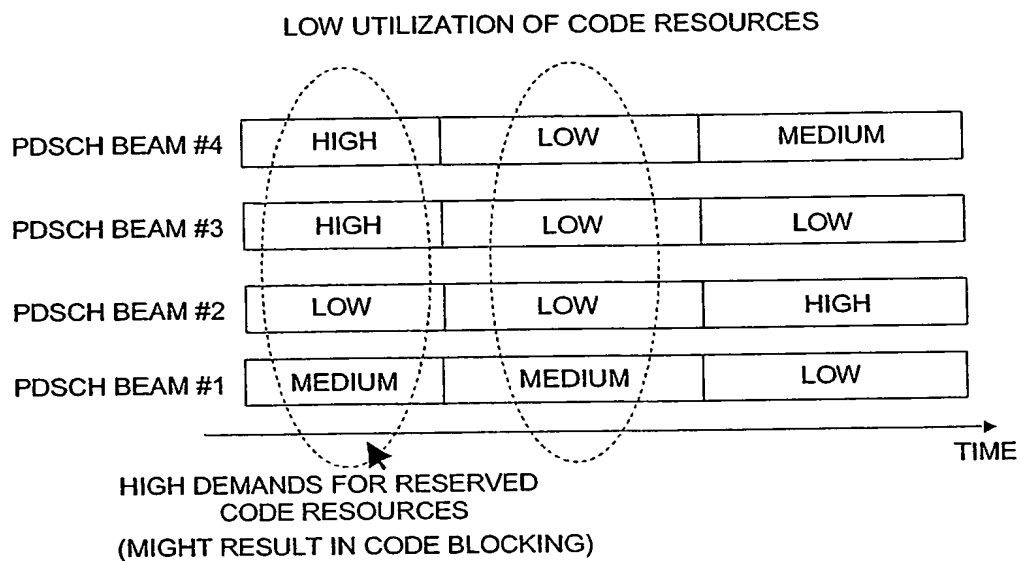 LOW UTILIZATION OF CODE RESOURCES
PDSCH BEAM #4 HIGH LOW MEDIUM
PDSCH BEAM #3 HIGH LOW LOW
PDSCH BEAM #2 LOW LOW HIGH
PDSCH BEAM #1 MEDIUM MEDIUM LOW
TIME
HIGH DEMANDS FOR RESERVED
CODE RESOURCES
(MIGHT RESULT IN CODE BLOCKING)